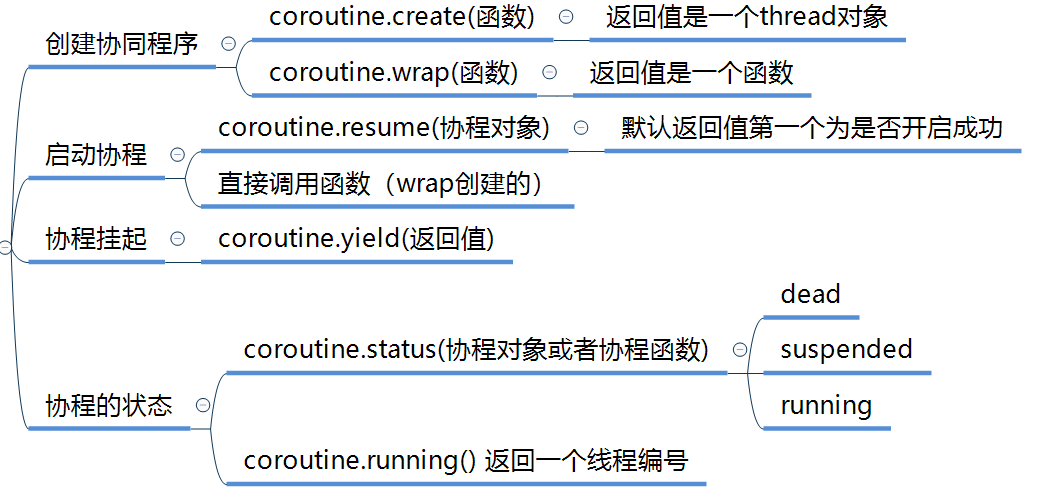 创建协同程序
coroutine.create(函数)
返回值是一个thread对象
coroutine.wrap(函数)
返回值是一个函数
启动协程
coroutine.resume(协程对象)
默认返回值第一个为是否开启成功
直接调用函数（wrap创建的）
协程挂起
coroutine.yield(返回值)
协程的状态
coroutine.status(协程对象或者协程函数)
dead
suspended
running
coroutine.running() 返回一个线程编号